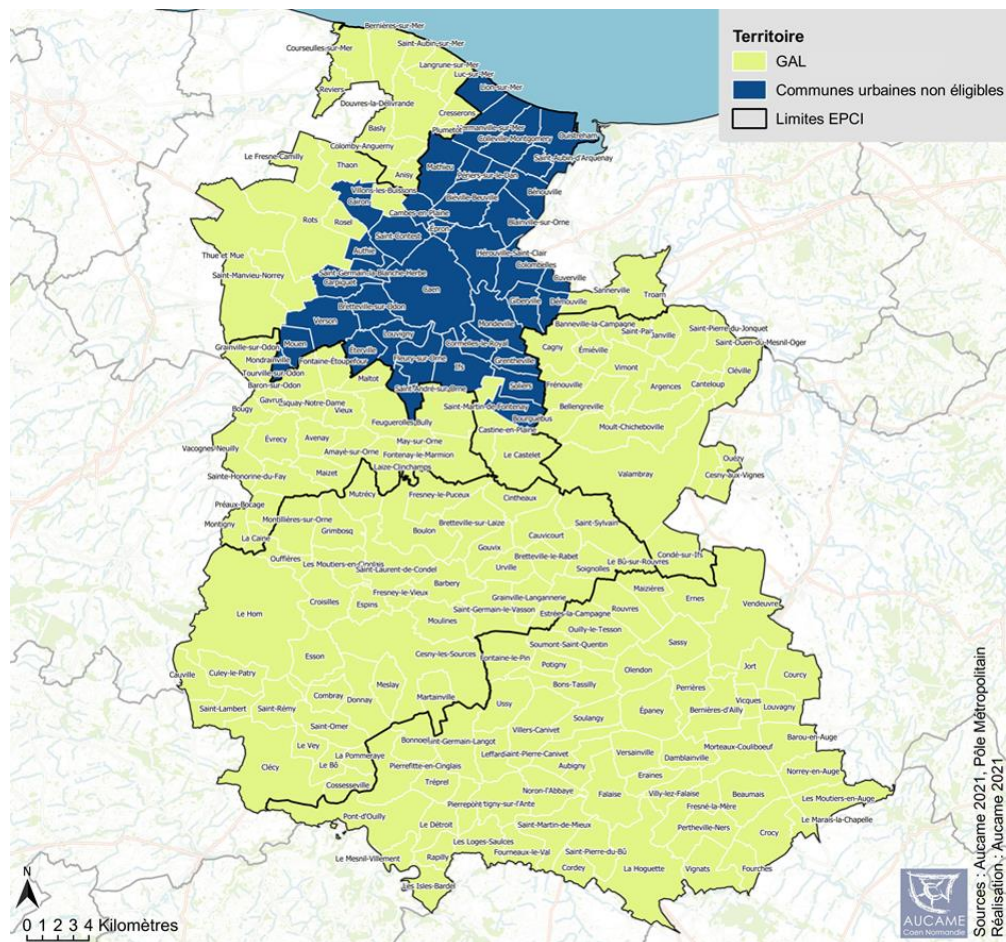 Territoire
GAL
Communes urbaines non éligibles
Limites EPCI
Bernières-sur-Mer
Courseulles-sur-Mer
Saint-Aubin-sur-Mer
Langrune-sur-Mer
Luc-sur-Mer
Lion-sur-Mer
Reviers
Douvres-la-Délivrande
Cresserons
Plumetot
Colleville-Montgomery
Ouistreham
Basly
Colomby-Anguerny
Saint-Aubin-d'Arquenay
Le Fresne-Camilly
Thaon
Anisy
Mathieu
Villons-les-Buissons
Cairon
Biéville-Beuville
Bénouville
Cambes-en-Plaine
Rots
Rosel
Epron
Saint-Contest
Blainville-sur-Orne
Authie
Hérouville-Saint-Clair
Thue et Mue
Colombelles
Saint-Manvieu-Norrey
Saint-Germain-la-Blanche-Herbe
Carpiquet
Cuverville
Caen
Sannerville
Troarn
Giberville
Démouville
Bretteville-sur-Odon
Verson
Mondeville
Banneville-la-Campagne
Saint-Pair
Janville
Saint-Pierre-du-Jonquet
Louvigny
Cormelles-le-Royal
Saint-Ouen-du-Mesnil-Oger
Grainville-sur-Odon
Mouen
Éterville
Cagny
Émiéville
Mondrainville
Fontaine-Étoupefour
Fleury-sur-Orne
Ifs
Grentheville
Vimont
Cléville
Tourville-sur-Odon
Baron-sur-Odon
Maltot
Soliers
Frénouville
Argences
Canteloup
Gavrus
Esquay-Notre-Dame
Vieux
Saint-Martin-de-Fontenay
Bellengreville
Bougy
Bourguébus
Feuguerolles-Bully
Castine-en-Plaine
Moult-Chicheboville
Évrecy
Avenay
May-sur-Orne
Vacognes-Neuilly
Amayé-sur-Orne
Fontenay-le-Marmion
Le Castelet
Ouézy
Laize-Clinchamps
Cesny-aux-Vignes
Sainte-Honorine-du-Fay
Maizet
Valambray
Mutrécy
Fresney-le-Puceux
Cintheaux
Préaux-Bocage
Montigny
Montillières-sur-Orne
Grimbosq
Boulon
Bretteville-sur-Laize
Saint-Sylvain
La Caine
Cauvicourt
Gouvix
Ouffières
Bretteville-le-Rabet
Condé-sur-Ifs
Les Moutiers-en-Cinglais
Saint-Laurent-de-Condel
Urville
Soignolles
Le Bû-sur-Rouvres
Barbery
Maizières
Fresney-le-Vieux
Grainville-Langannerie
Ernes
Vendeuvre
Croisilles
Espins
Saint-Germain-le-Vasson
Estrées-la-Campagne
Rouvres
Le Hom
Moulines
Ouilly-le-Tesson
Soumont-Saint-Quentin
Sassy
Esson
Cesny-les-Sources
Fontaine-le-Pin
Potigny
Olendon
Jort
Courcy
Cauville
Culey-le-Patry
Meslay
Bons-Tassilly
Perrières
Combray
Donnay
Martainville
Ussy
Vicques
Louvagny
Saint-Lambert
Saint-Rémy
Épaney
Bernières-d'Ailly
Soulangy
Saint-Omer
Villers-Canivet
Barou-en-Auge
Le Vey
Bonnoeil
Saint-Germain-Langot
Morteaux-Couliboeuf
La Pommeraye
Leffard
Saint-Pierre-Canivet
Versainville
Damblainville
Clécy
Le Bô
Pierrefitte-en-Cinglais
Aubigny
Norrey-en-Auge
Tréprel
Eraines
Cossesseville
Noron-l'Abbaye
Falaise
Villy-lez-Falaise
Beaumais
Les Moutiers-en-Auge
Fresné-la-Mère
Pont-d'Ouilly
Le Marais-la-Chapelle
Le Détroit
Saint-Martin-de-Mieux
Pertheville-Ners
Crocy
Les Loges-Saulces
Le Mesnil-Villement
Rapilly
Fourneaux-le-Val
Saint-Pierre-du-Bû
Cordey
La Hoguette
Vignats
Fourches
Les Isles-Bardel
N
0 1 2 3 4 Kilomètres
AUCAME
Caen Normandie
Sources : Aucame 2021, Pôle Métropolitain
Réalisation : Aucame 2021